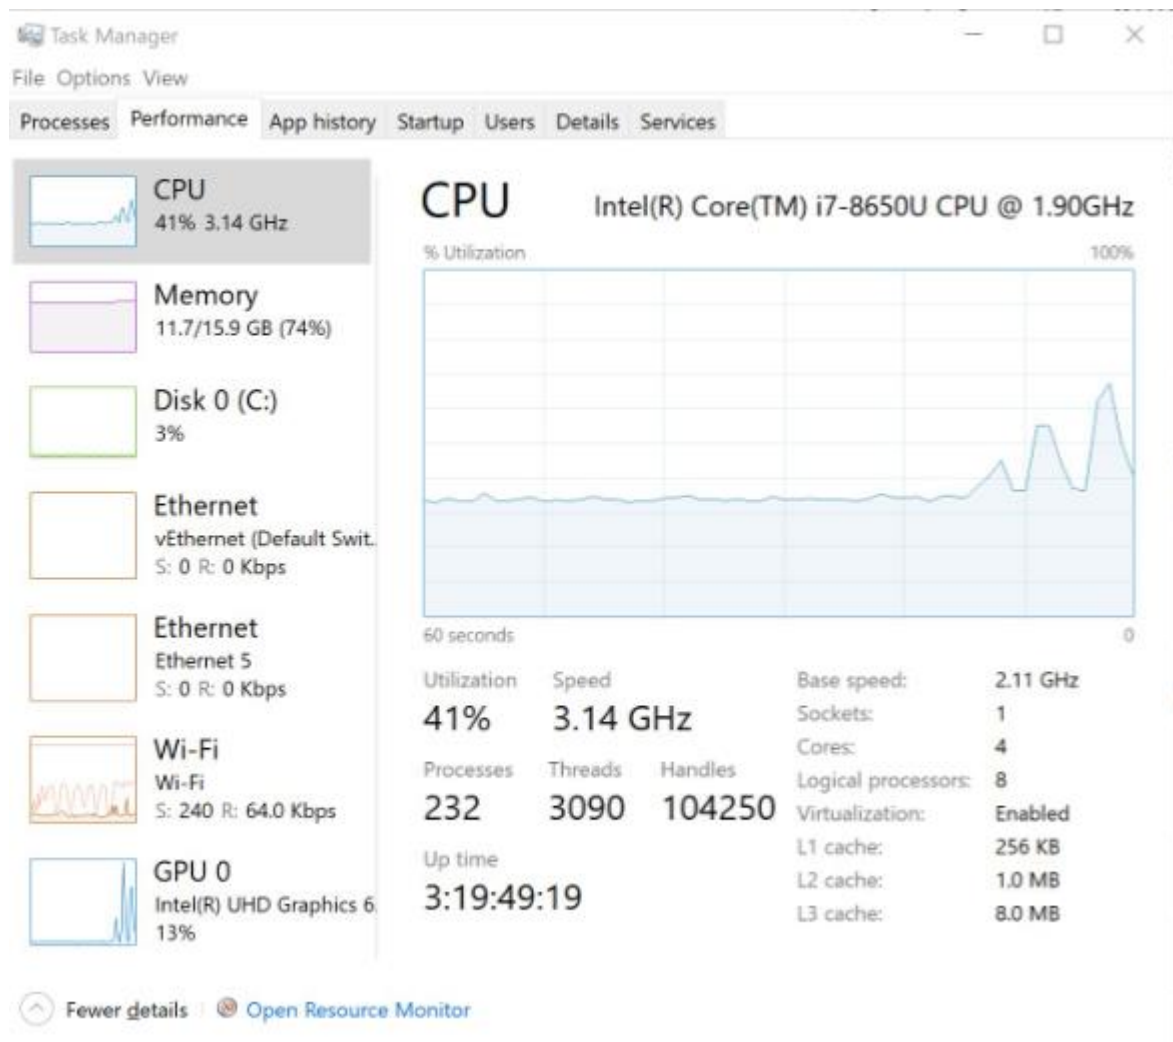 Task Manager
File Options View
Processes Performance App history Startup Users Details Services
CPU
41% 3.14 GHz
Memory
11.7/15.9 GB (74%)
Disk 0 (C:)
3%
Ethernet
vEthernet (Default Swit.
S: 0 R: 0 Kbps
Ethernet
Ethernet 5
S: 0 R: 0 Kbps
Wi-Fi
Wi-Fi
S: 240 R: 64.0 Kbps
GPU 0
Intel(R) UHD Graphics 6.
13%
CPU Intel(R) Core(TM) i7-8650U CPU @ 1.90GHz
% Utilization 100%
60 seconds 0
Utilization Speed
41% 3.14 GHz
Processes Threads Handles
232 3090 104250
Up time
3:19:49:19
Base speed: 2.11 GHz
Sockets: 1
Cores: 4
Logical processors: 8
Virtualization: Enabled
L1 cache: 256 KB
L2 cache: 1.0 MB
L3 cache: 8.0 MB
Fewer details Open Resource Monitor